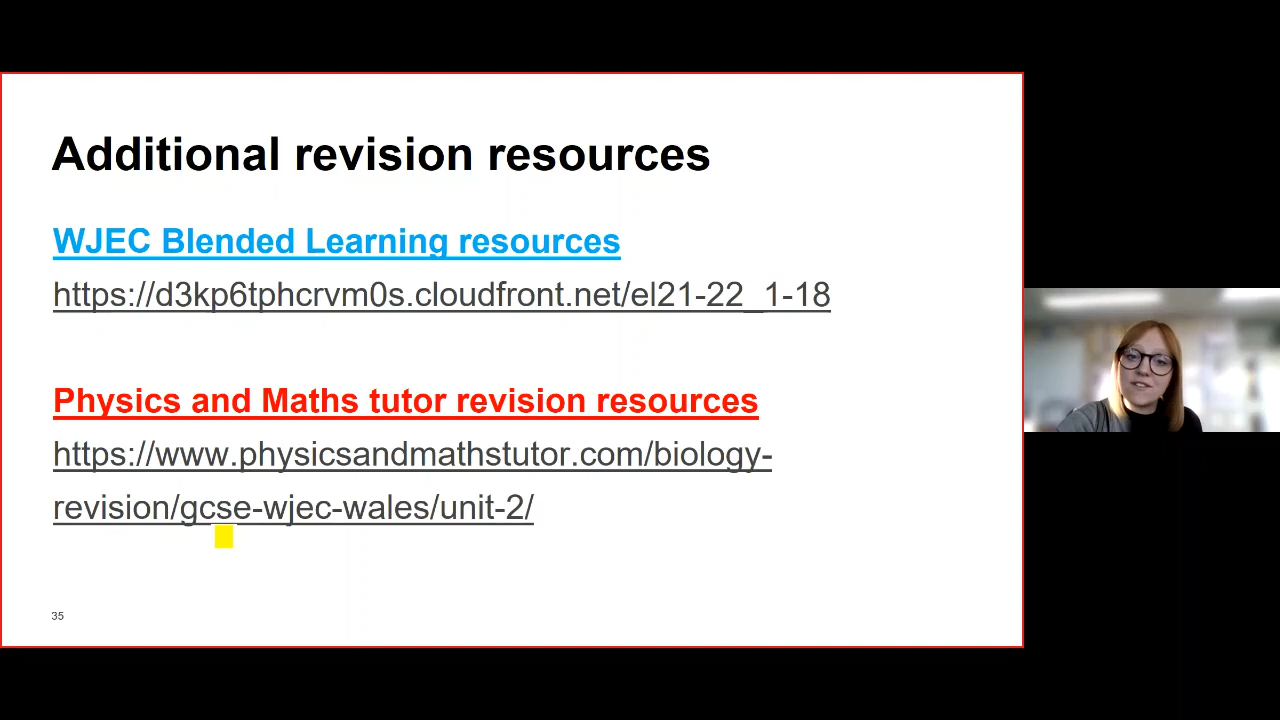 Additional revision resources
WJEC Blended Learning resources
https://d3kp6tphcrvm0s.cloudfront.net/el21-22_1-18
Physics and Maths tutor revision resources
https://www.physicsandmathstutor.com/biology-
revision/gcse-wjec-wales/unit-2/
35